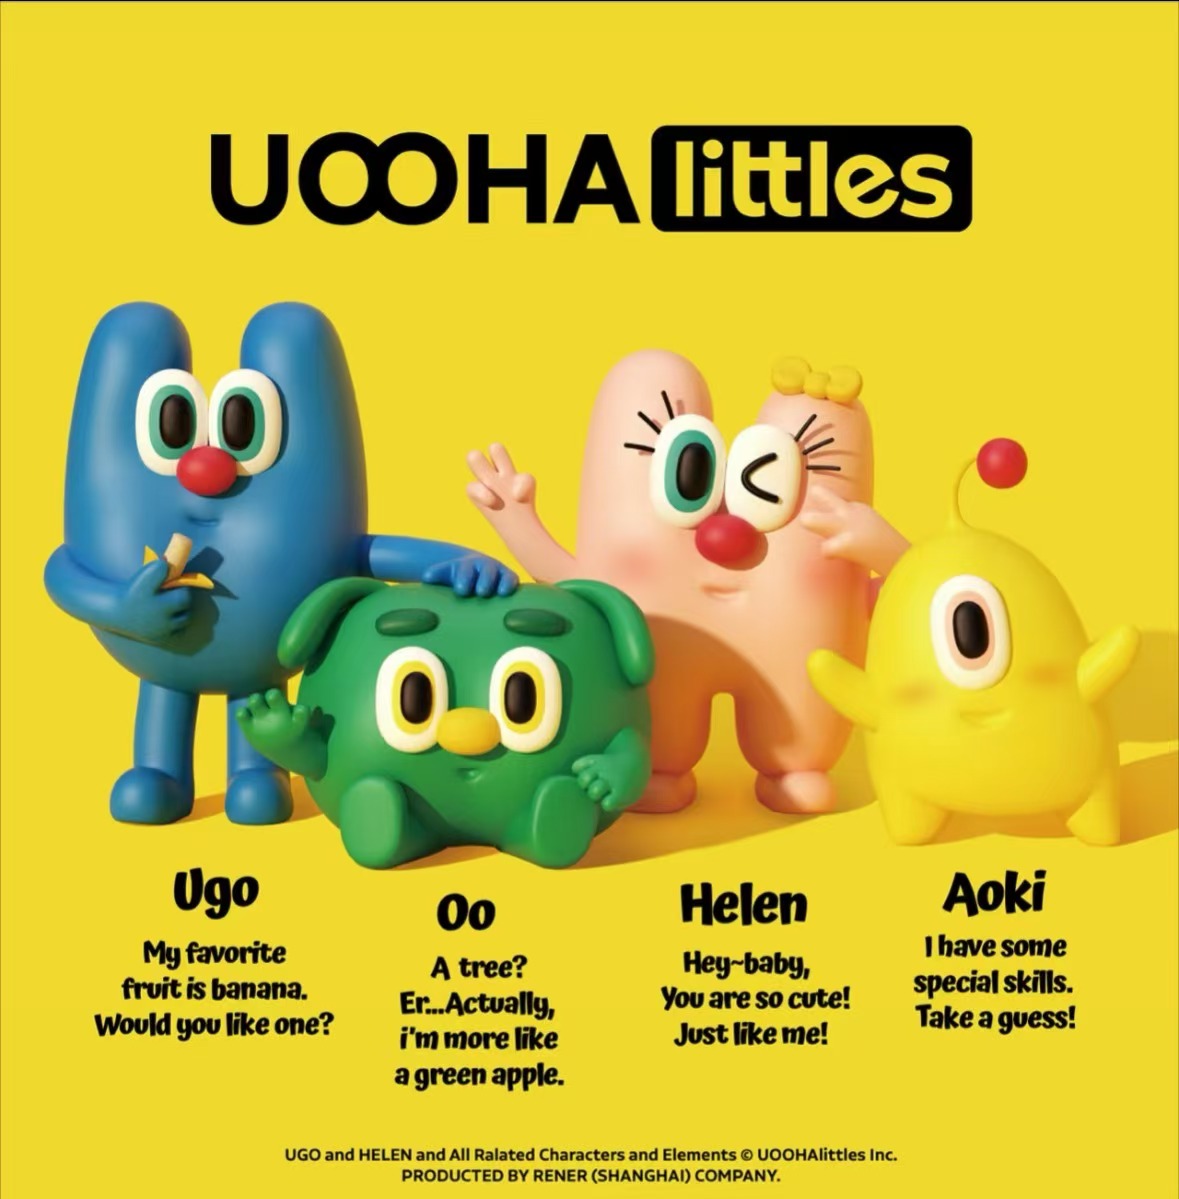 UOOHA littles
Ugo
My favorite
fruit is banana.
Would you like one?
Oo
A tree?
Er...Actually,
i'm more like
a green apple.
Helen
Hey~baby,
You are so cute!
Just like me!
Aoki
I have some
special skills.
Take a guess!
UGO and HELEN and All Ralated Characters and Elements © UOOHAlittles Inc.
PRODUCTED BY RENER (SHANGHAI) COMPANY.